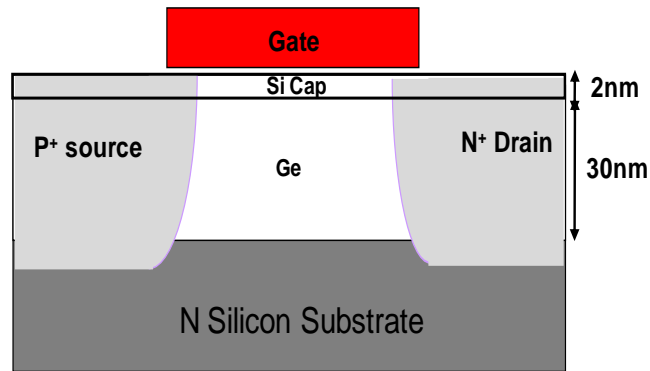 Gate
Si Cap
2nm
P⁺ source
N⁺ Drain
Ge
30nm
N Silicon Substrate